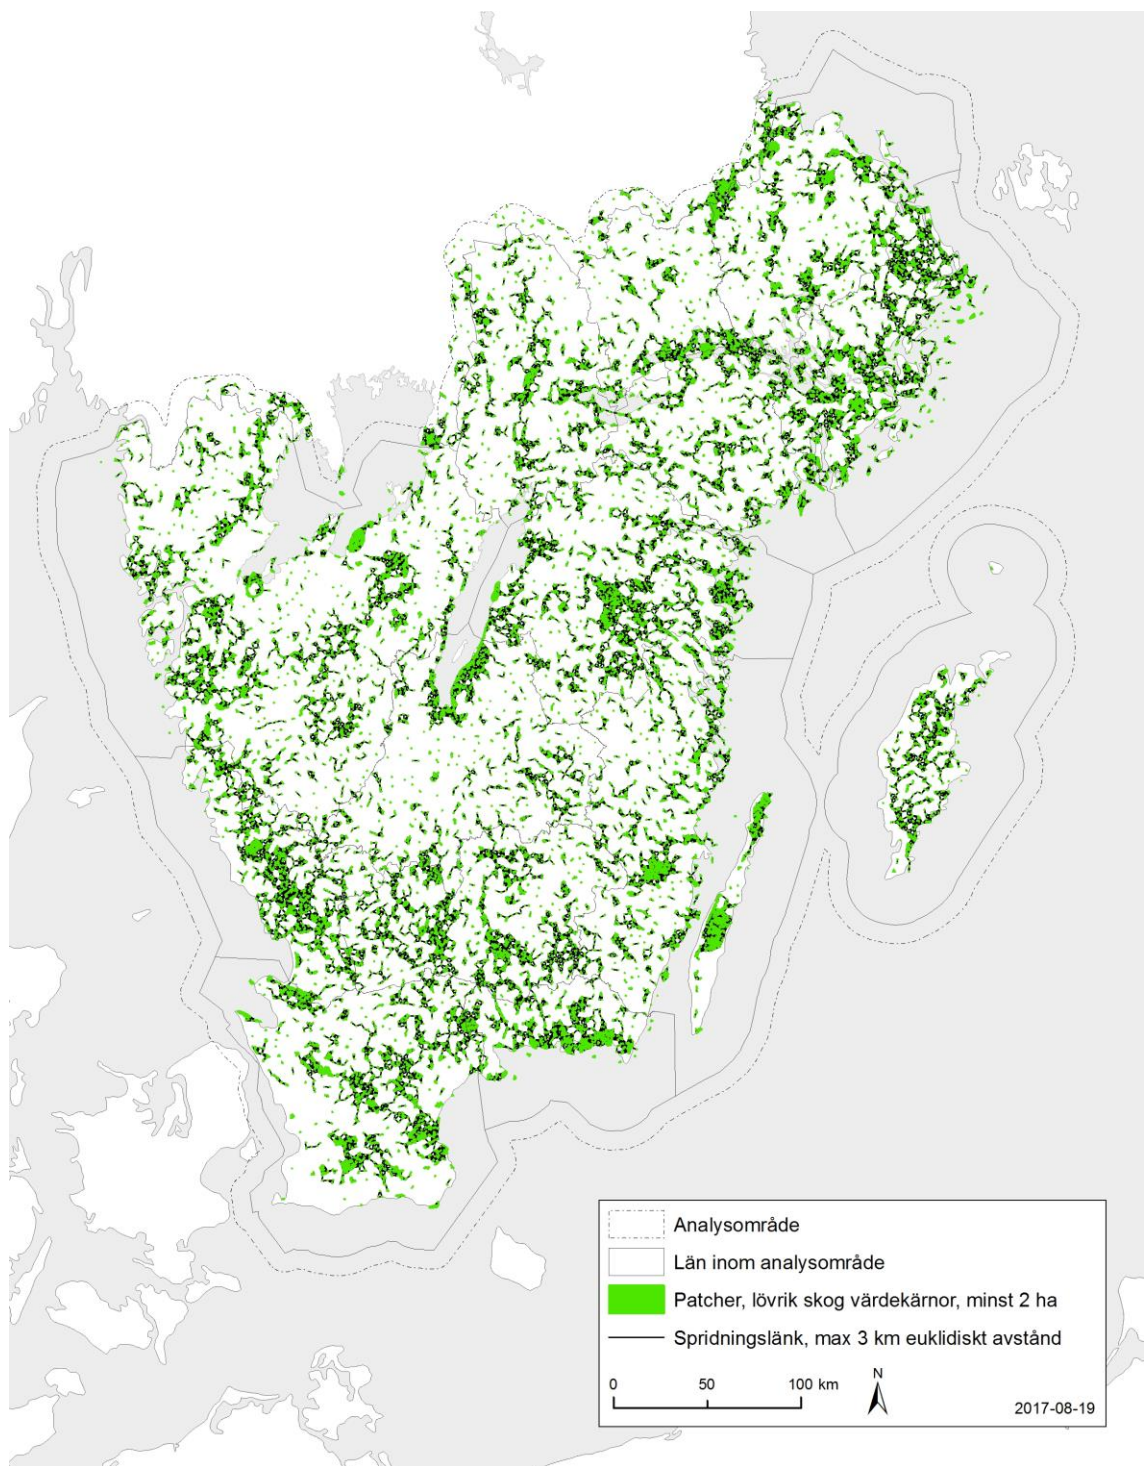 Analysområde
Län inom analysområde
Patcher, lövrik skog värdekärnor, minst 2 ha
Spridningslänk, max 3 km euklidiskt avstånd
0 50 100 km
N
2017-08-19